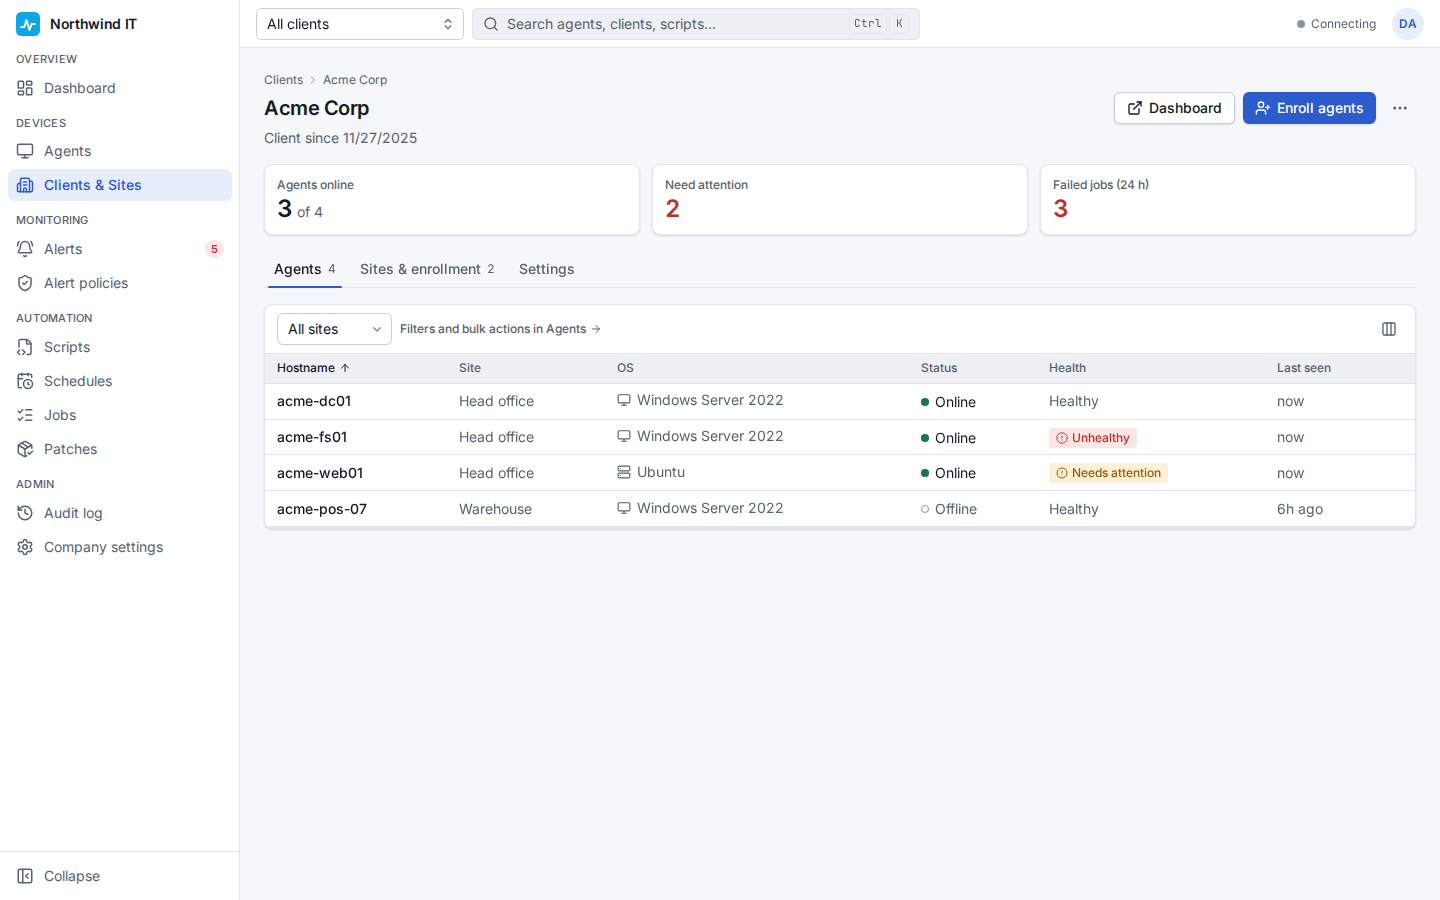 Northwind IT
OVERVIEW
Dashboard
DEVICES
Agents
Clients & Sites
MONITORING
Alerts 5
Alert policies
AUTOMATION
Scripts
Schedules
Jobs
Patches
ADMIN
Audit log
Company settings
Collapse
All clients
Search agents, clients, scripts... Ctrl K
Connecting DA
Clients Acme Corp
Acme Corp
Client since 11/27/2025
Dashboard
Enroll agents
Agents online
3 of 4
Need attention
2
Failed jobs (24 h)
3
Agents 4 Sites & enrollment 2 Settings
All sites Filters and bulk actions in Agents →
Hostname ↑ Site OS Status Health Last seen
acme-dc01 Head office Windows Server 2022 Online Healthy now
acme-fs01 Head office Windows Server 2022 Online Unhealthy now
acme-web01 Head office Ubuntu Online Needs attention now
acme-pos-07 Warehouse Windows Server 2022 Offline Healthy 6h ago